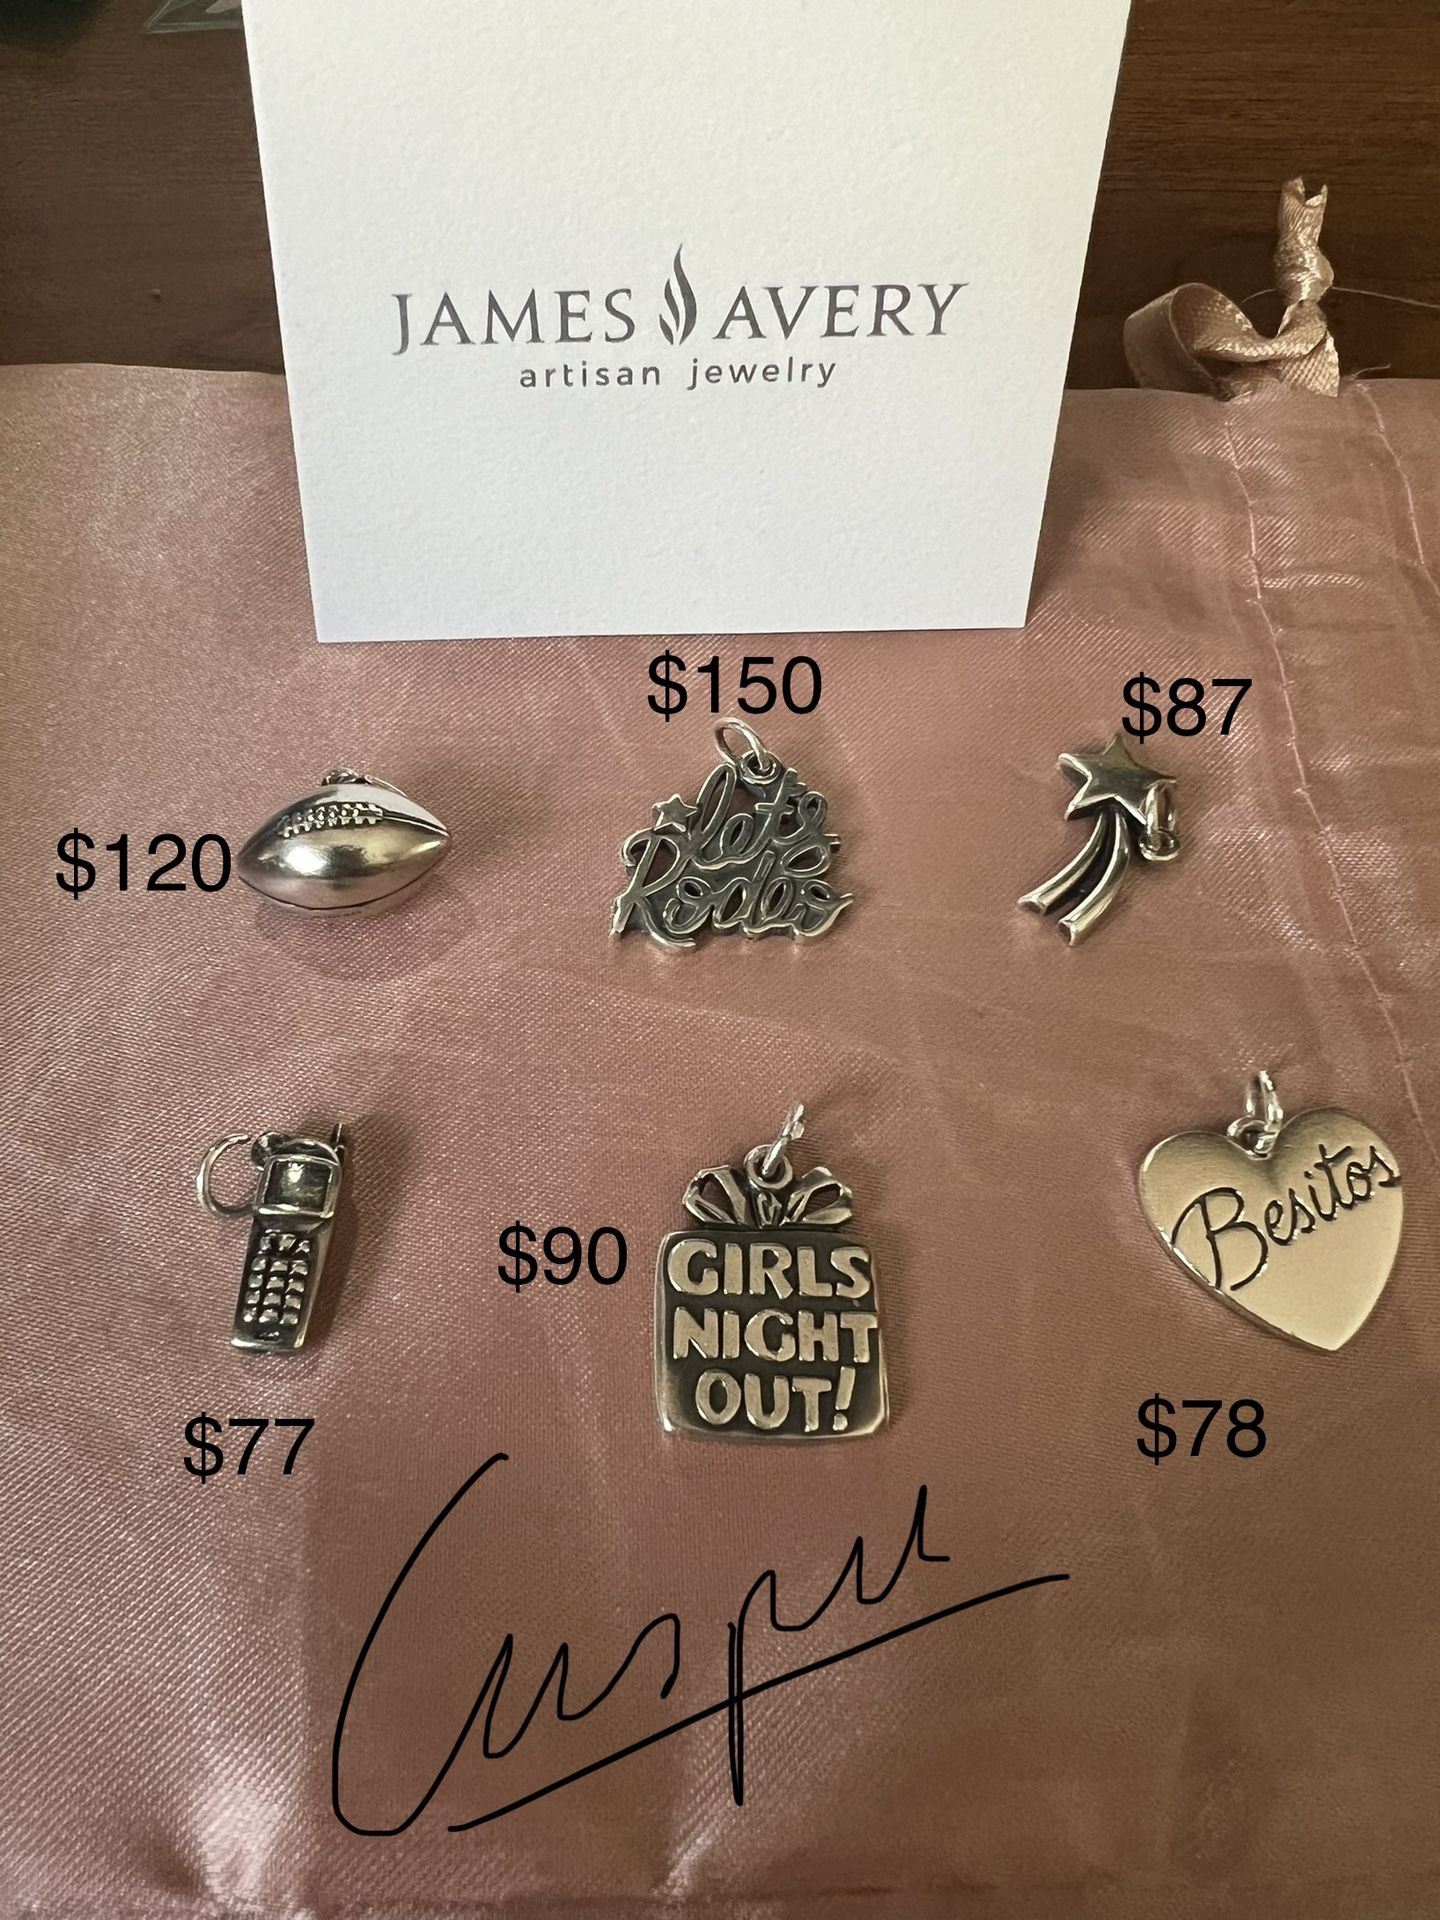 JAMES AVERY
artisan jewelry
$150
$87
$120
let's
Rodeo
$90
GIRLS
NIGHT
OUT!
Besitos
$77
$78